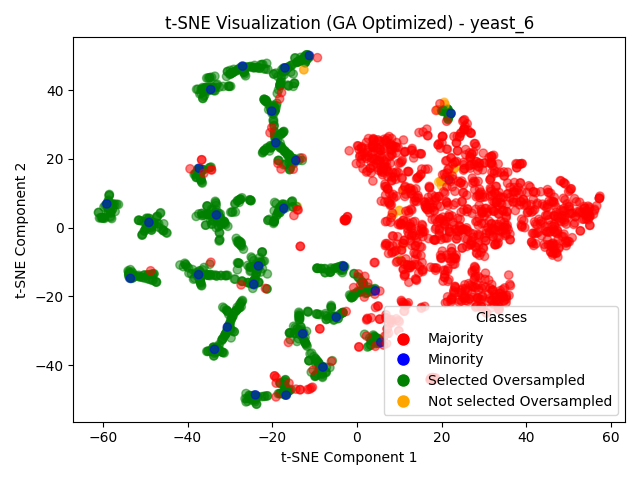 t-SNE Visualization (GA Optimized) - yeast_6
t-SNE Component 2
40
20
0
−20
−40
Classes
Majority
Minority
Selected Oversampled
Not selected Oversampled
−60
−40
−20
0
20
40
60
t-SNE Component 1